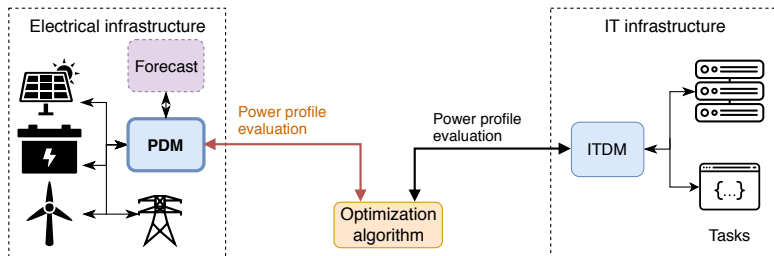 Electrical infrastructure
Forecast
PDM
Power profile
evaluation
Optimization
algorithm
Power profile
evaluation
IT infrastructure
ITDM
{...}
Tasks